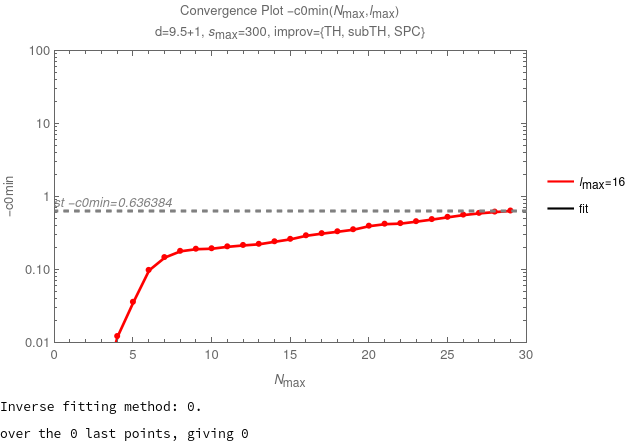 Convergence Plot −c0min(Nmax,lmax)
d=9.5+1, smax=300, improv={TH, subTH, SPC}
100
10
1
0.10
0.01
−c0min
st −c0min=0.636384
0 5 10 15 20 25 30
Nmax
lmax=16
fit
Inverse fitting method: 0.
over the 0 last points, giving 0